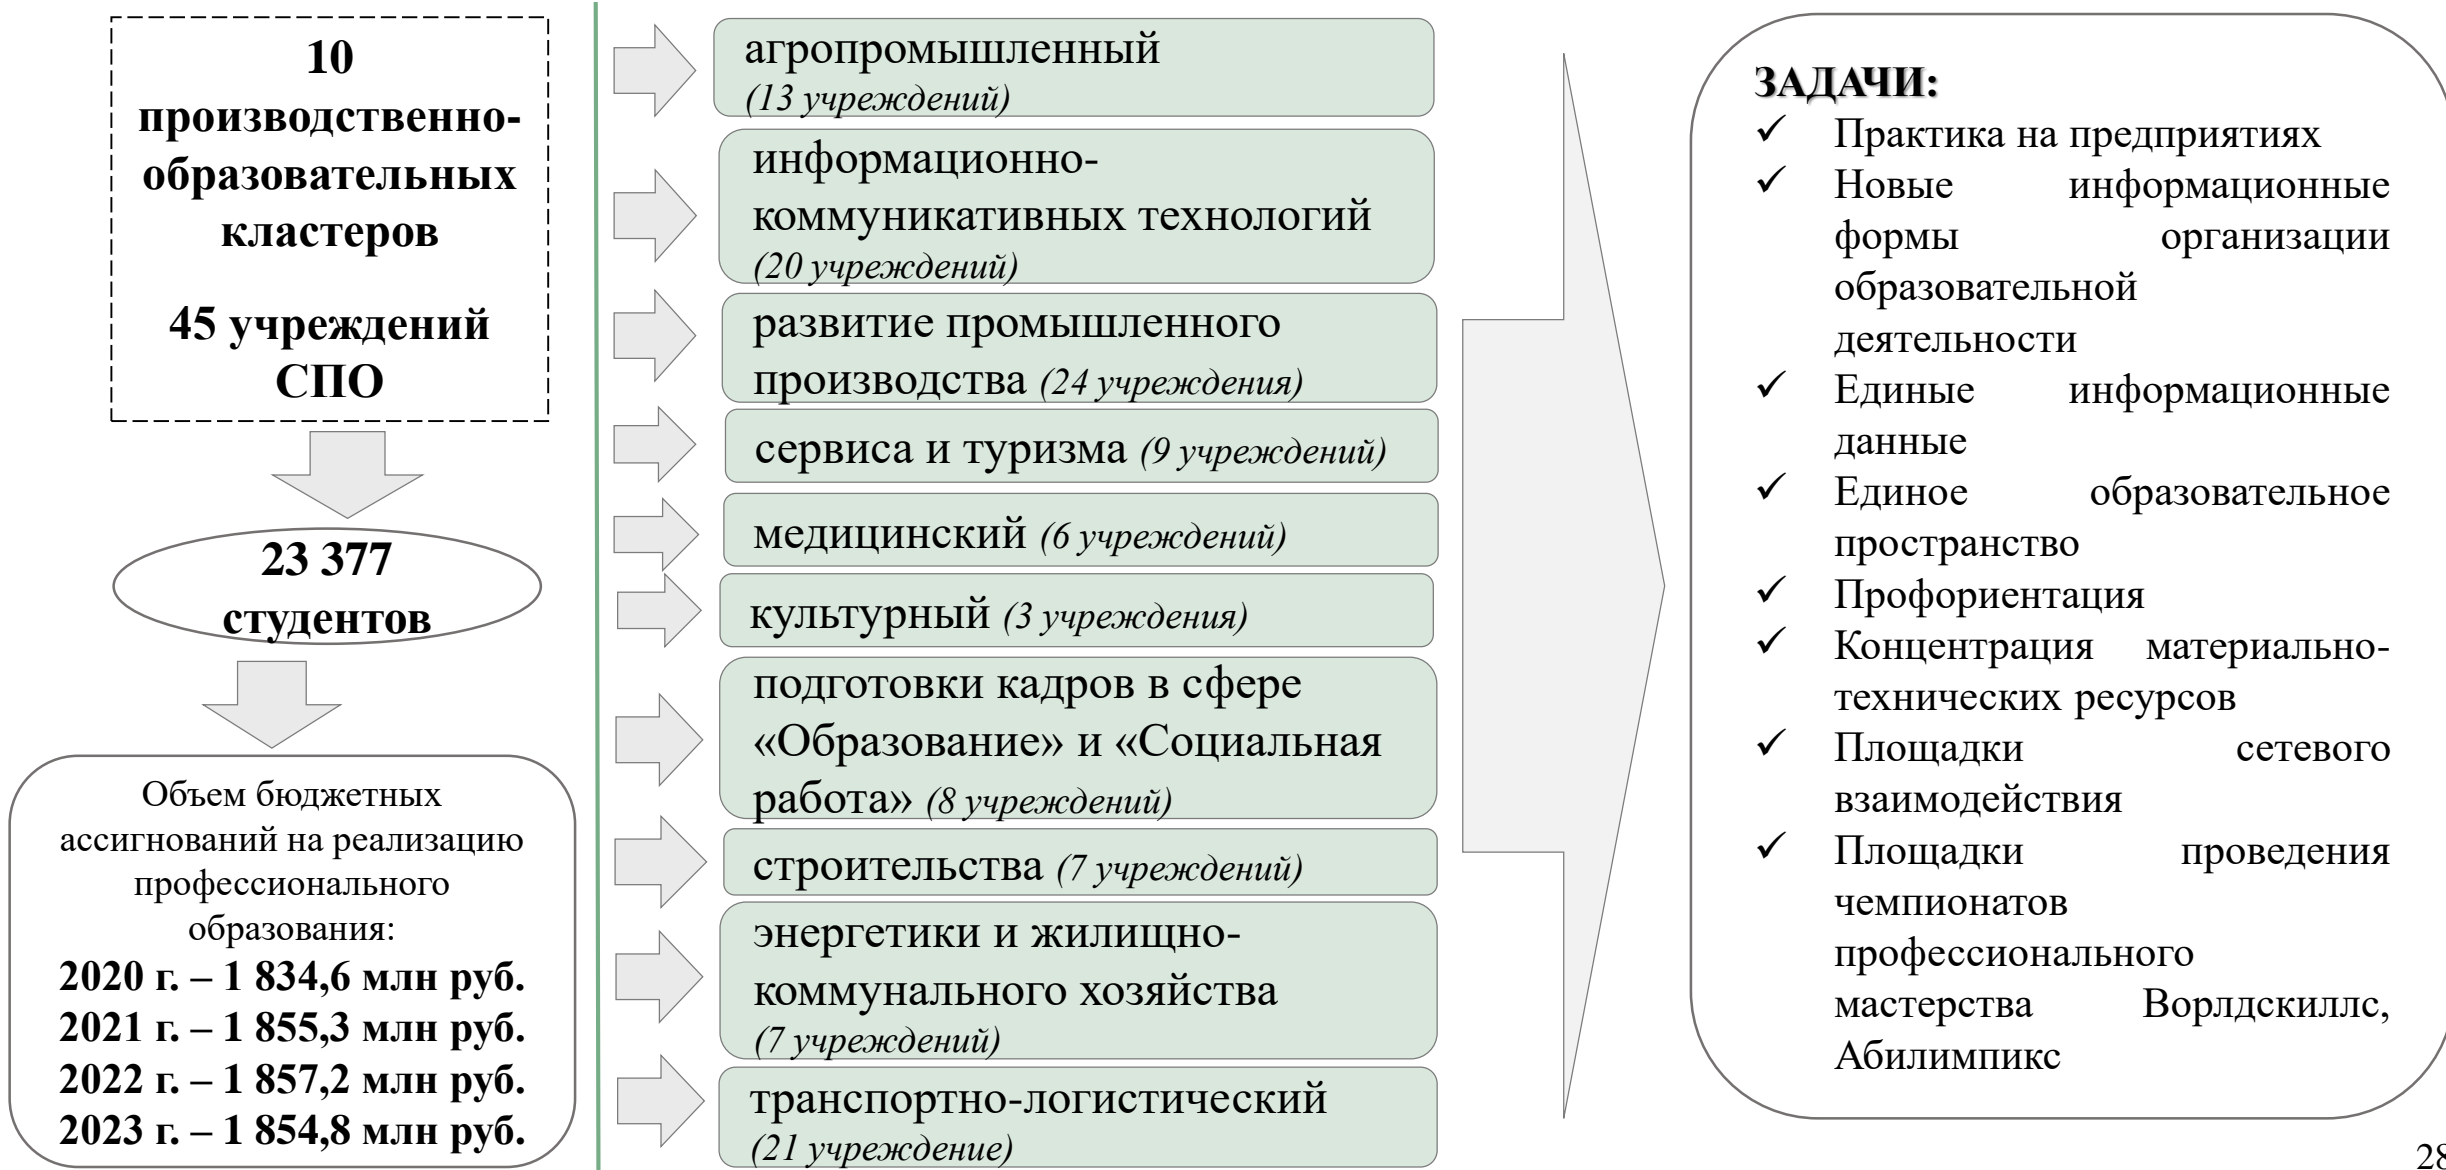 10
производственно-
образовательных
кластеров
45 учреждений
СПО
23 377
студентов
Объем бюджетных
ассигнований на реализацию
профессионального
образования:
2020 г. – 1 834,6 млн руб.
2021 г. – 1 855,3 млн руб.
2022 г. – 1 857,2 млн руб.
2023 г. – 1 854,8 млн руб.
агропромышленный
(13 учреждений)
информационно-
коммуникативных технологий
(20 учреждений)
развитие промышленного
производства (24 учреждения)
сервиса и туризма (9 учреждений)
медицинский (6 учреждений)
культурный (3 учреждения)
подготовки кадров в сфере
«Образование» и «Социальная
работа» (8 учреждений)
строительства (7 учреждений)
энергетики и жилищно-
коммунального хозяйства
(7 учреждений)
транспортно-логистический
(21 учреждение)
ЗАДАЧИ:
✓ Практика на предприятиях
✓ Новые информационные
формы организации
образовательной
деятельности
✓ Единые информационные
данные
✓ Единое образовательное
пространство
✓ Профориентация
✓ Концентрация материально-
технических ресурсов
✓ Площадки сетевого
взаимодействия
✓ Площадки проведения
чемпионатов
профессионального
мастерства Ворлдскиллс,
Абилимпикс
28